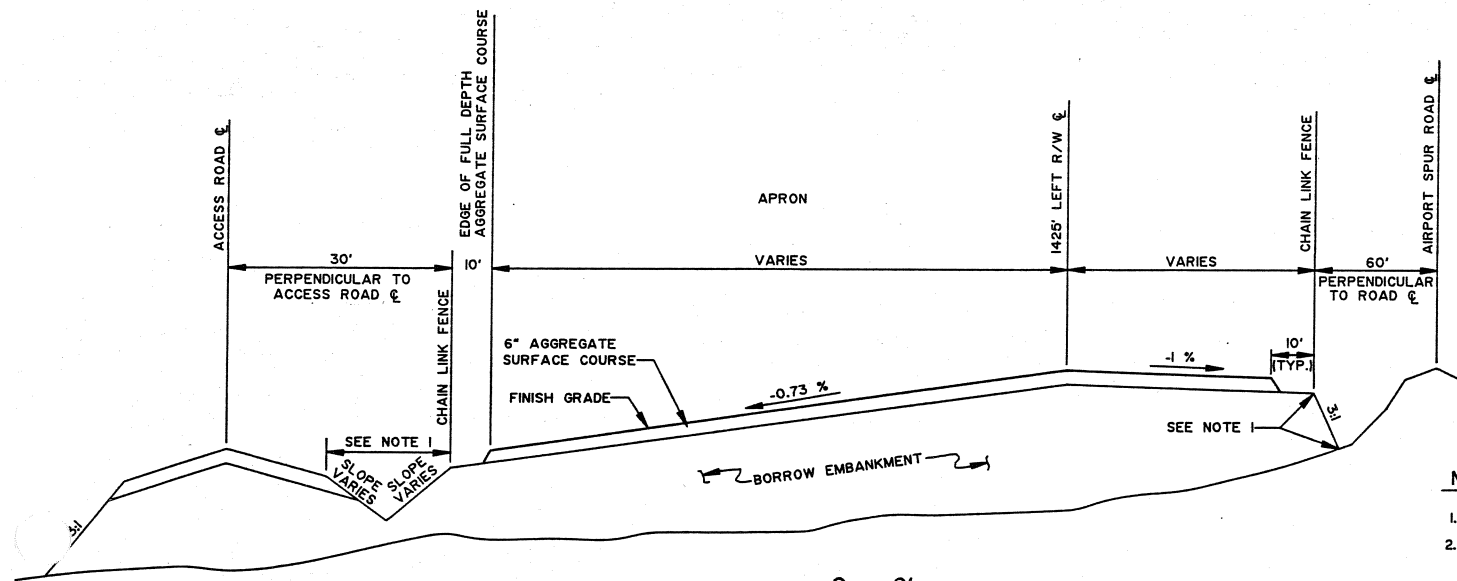 ACCESS ROAD ℄
EDGE OF FULL DEPTH
AGGREGATE SURFACE COURSE
APRON
1425' LEFT R/W ℄
CHAIN LINK FENCE
AIRPORT SPUR ROAD ℄
30'
PERPENDICULAR TO
ACCESS ROAD ℄
10'
VARIES
VARIES
60'
PERPENDICULAR
TO ROAD ℄
CHAIN LINK FENCE
6" AGGREGATE
SURFACE COURSE
FINISH GRADE
-0.73 %
-1 %
10'
(TYP.)
SEE NOTE 1
SLOPE
VARIES
SLOPE
VARIES
3:1
SEE NOTE 1
3:1
BORROW EMBANKMENT
1.
2.